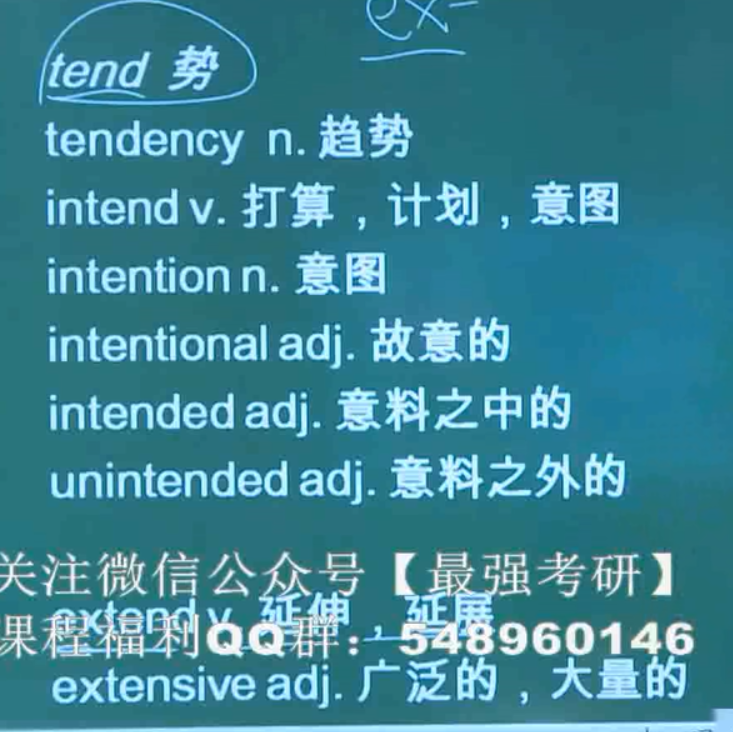 ex-
tend 势
tendency n. 趋势
intend v. 打算，计划，意图
intention n. 意图
intentional adj. 故意的
intended adj. 意料之中的
unintended adj. 意料之外的
关注微信公众号【最强考研】
extend v. 延伸，延展
课程福利QQ群：548960146
extensive adj. 广泛的，大量的